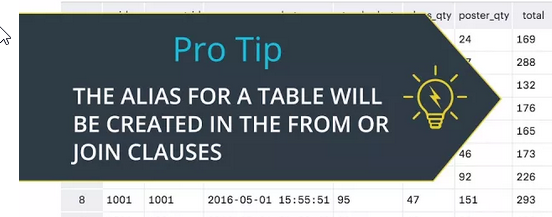 s_qty poster_qty total
Pro Tip
24 169
288
THE ALIAS FOR A TABLE WILL
132
BE CREATED IN THE FROM OR
176
JOIN CLAUSES
165
46 173
92 226
8 1001 1001 2016-05-01 15:55:51 95 47 151 293